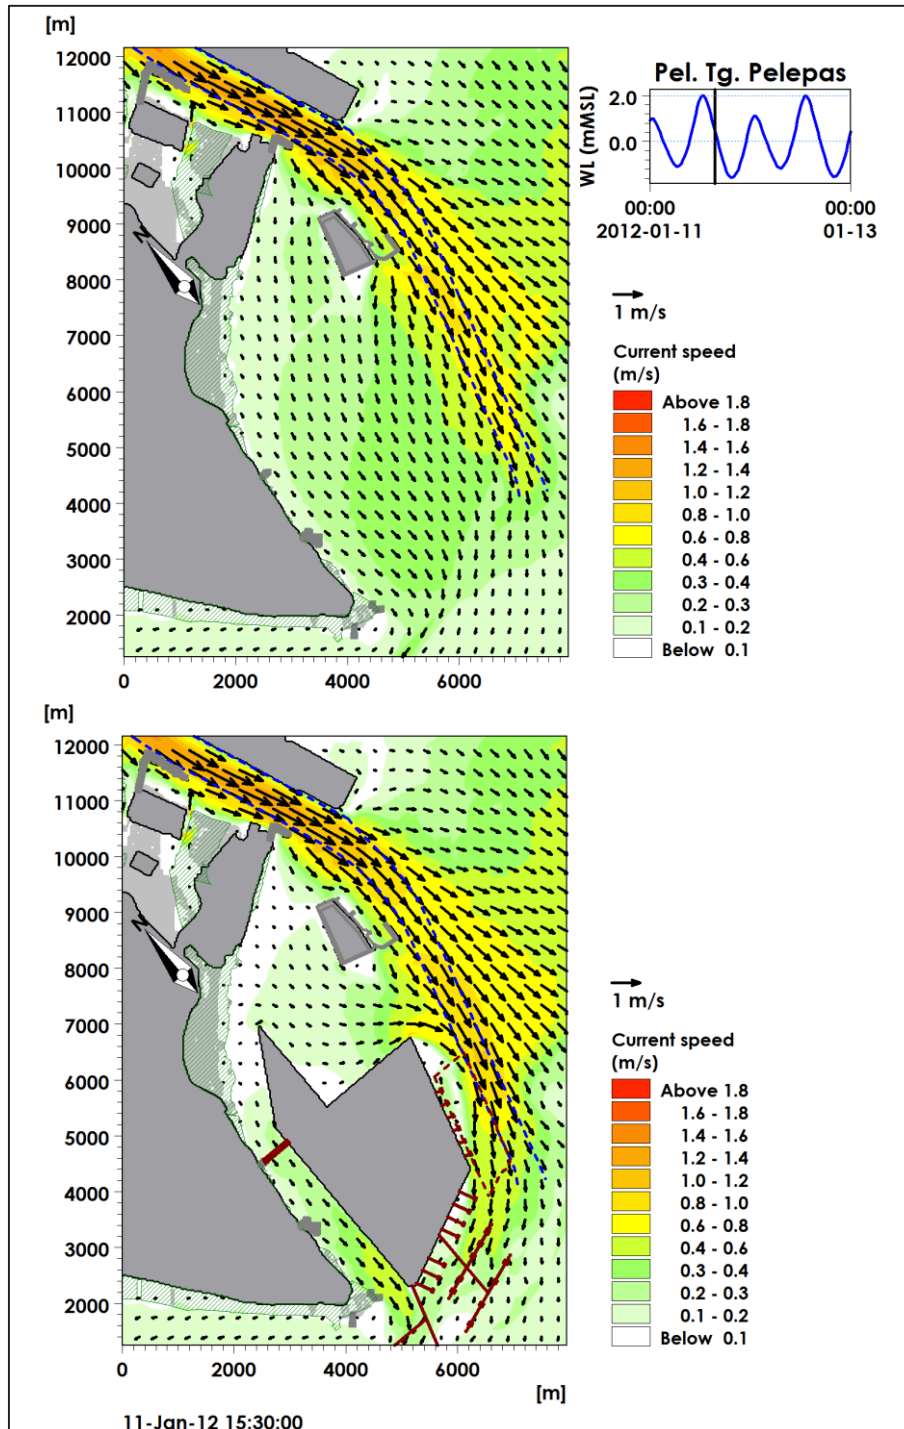 [m]
12000
11000
10000
9000
8000
7000
6000
5000
4000
3000
2000
0 2000 4000 6000
N
Pel. Tg. Pelepas
WL (mMSL)
2.0
0.0
00:00 00:00
2012-01-11 01-13
1 m/s
Current speed
(m/s)
Above 1.8
1.6 - 1.8
1.4 - 1.6
1.2 - 1.4
1.0 - 1.2
0.8 - 1.0
0.6 - 0.8
0.4 - 0.6
0.3 - 0.4
0.2 - 0.3
0.1 - 0.2
Below 0.1
[m]
12000
11000
10000
9000
8000
7000
6000
5000
4000
3000
2000
0 2000 4000 6000
[m]
N
1 m/s
Current speed
(m/s)
Above 1.8
1.6 - 1.8
1.4 - 1.6
1.2 - 1.4
1.0 - 1.2
0.8 - 1.0
0.6 - 0.8
0.4 - 0.6
0.3 - 0.4
0.2 - 0.3
0.1 - 0.2
Below 0.1
11-Jan-12 15:30:00